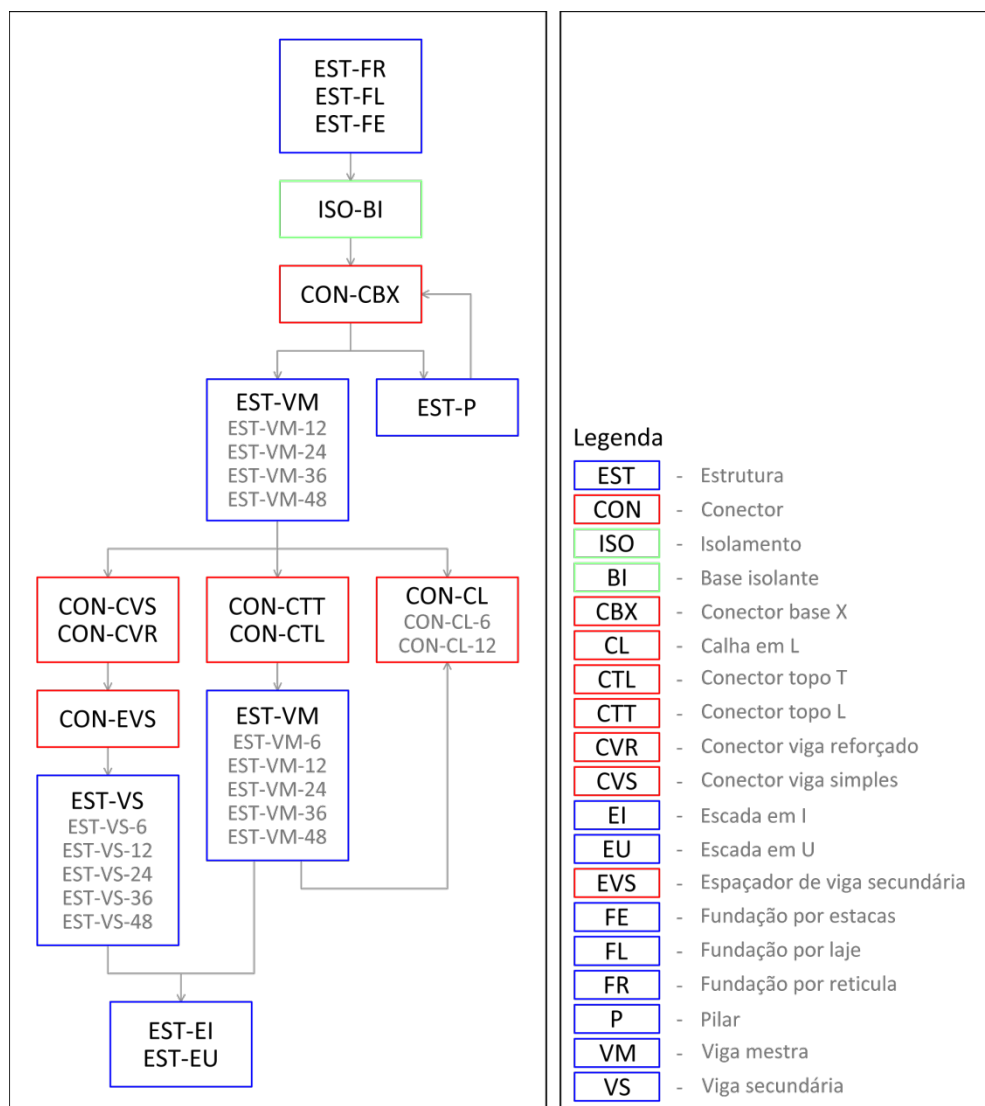 EST-FR
EST-FL
EST-FE
ISO-BI
CON-CBX
EST-VM
EST-VM-12
EST-VM-24
EST-VM-36
EST-VM-48
EST-P
CON-CVS
CON-CVR
CON-CTT
CON-CTL
CON-CL
CON-CL-6
CON-CL-12
CON-EVS
EST-VM
EST-VM-6
EST-VM-12
EST-VM-24
EST-VM-36
EST-VM-48
EST-VS
EST-VS-6
EST-VS-12
EST-VS-24
EST-VS-36
EST-VS-48
EST-EI
EST-EU
Legenda
EST - Estrutura
CON - Conector
ISO - Isolamento
BI - Base isolante
CBX - Conector base X
CL - Calha em L
CTL - Conector topo T
CTT - Conector topo L
CVR - Conector viga reforçado
CVS - Conector viga simples
EI - Escada em I
EU - Escada em U
EVS - Espaçador de viga secundária
FE - Fundação por estacas
FL - Fundação por laje
FR - Fundação por reticula
P - Pilar
VM - Viga mestra
VS - Viga secundária